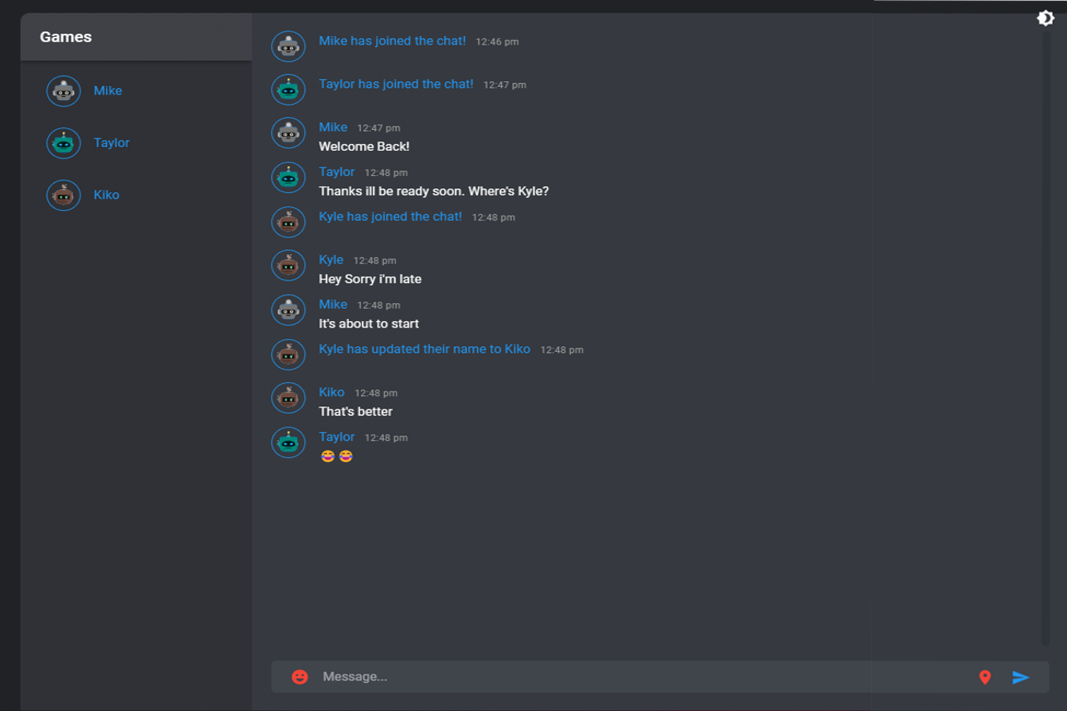 Games
Mike
Taylor
Kiko
Mike has joined the chat! 12:46 pm
Taylor has joined the chat! 12:47 pm
Mike 12:47 pm
Welcome Back!
Taylor 12:48 pm
Thanks ill be ready soon. Where's Kyle?
Kyle has joined the chat! 12:48 pm
Kyle 12:48 pm
Hey Sorry i'm late
Mike 12:48 pm
It's about to start
Kyle has updated their name to Kiko 12:48 pm
Kiko 12:48 pm
That's better
Taylor 12:48 pm
😂😂
Message...